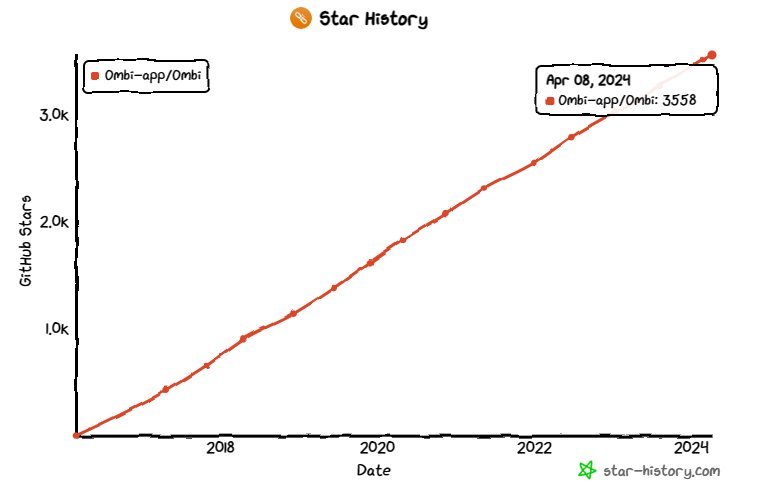 Star History
Ombi-app/Ombi
Apr 08, 2024
Ombi-app/Ombi: 3558
3.0k
2.0k
1.0k
GitHub Stars
2018
2020
2022
2024
Date
star-history.com